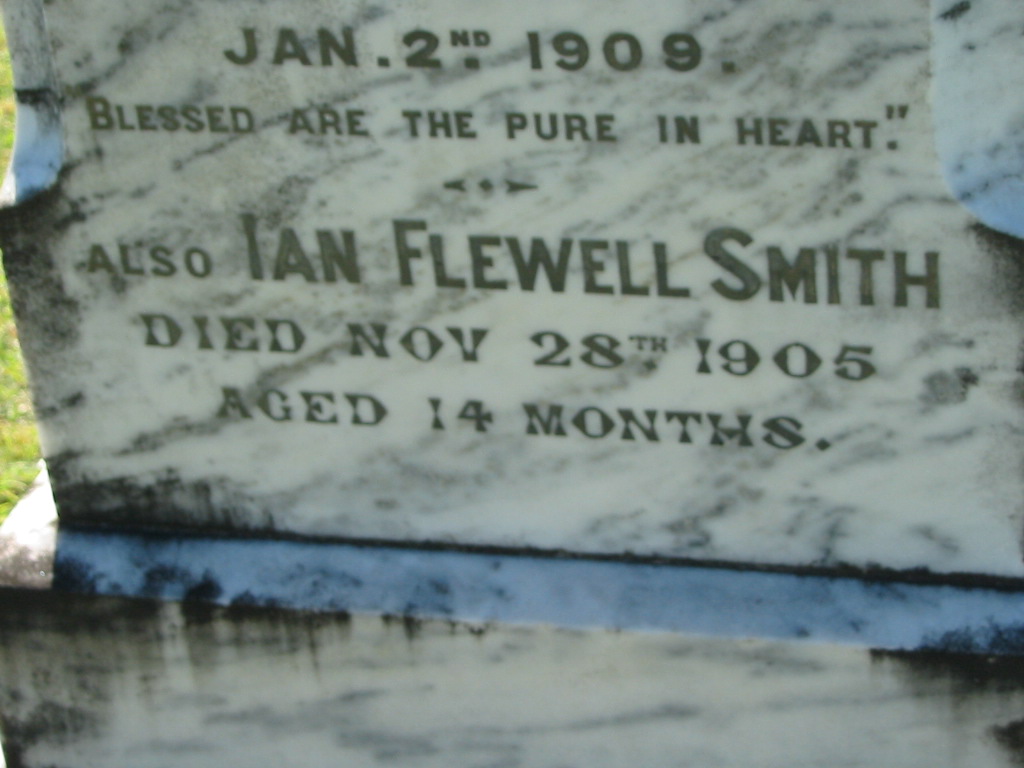 JAN. 2ND 1909.
"BLESSED ARE THE PURE IN HEART."
ALSO IAN FLEWELL SMITH
DIED NOV 28TH 1905
AGED 14 MONTHS.